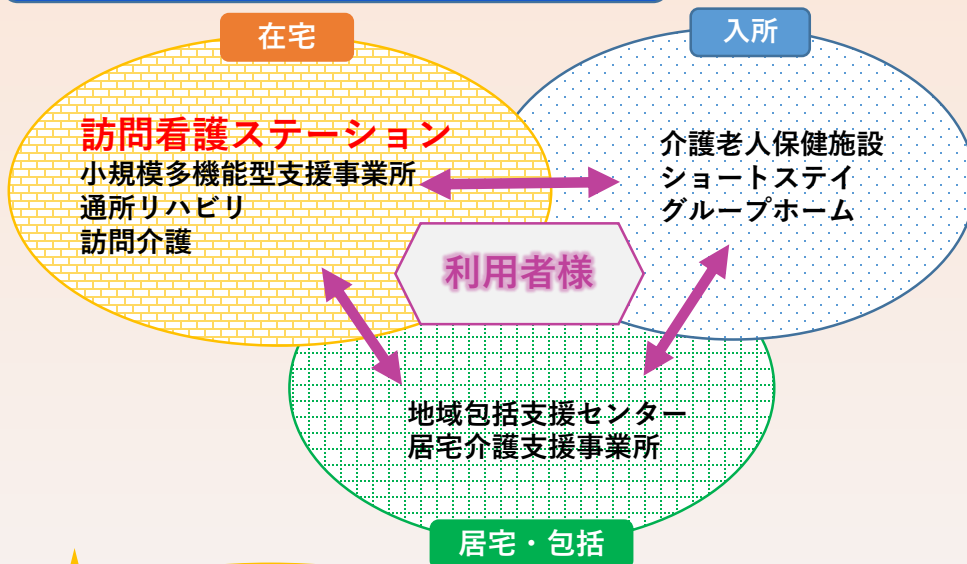 在宅
訪問看護ステーション
小規模多機能型支援事業所
通所リハビリ
訪問介護
入所
介護老人保健施設
ショートステイ
グループホーム
利用者様
地域包括支援センター
居宅介護支援事業所
居宅・包括